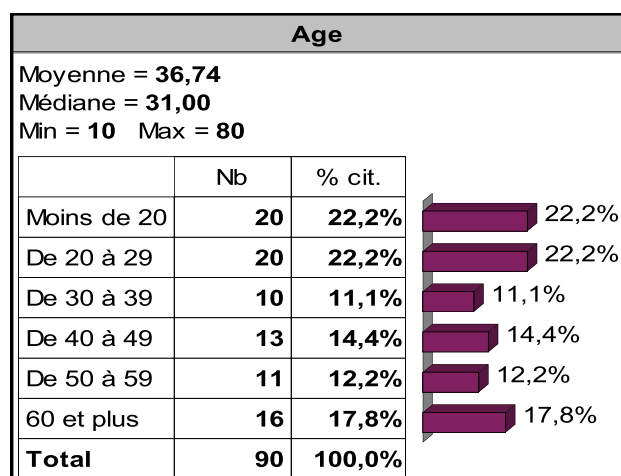 Age
Moyenne = 36,74
Médiane = 31,00
Min = 10 Max = 80
Nb % cit.
Moins de 20 20 22,2% 22,2%
De 20 à 29 20 22,2% 22,2%
De 30 à 39 10 11,1% 11,1%
De 40 à 49 13 14,4% 14,4%
De 50 à 59 11 12,2% 12,2%
60 et plus 16 17,8% 17,8%
Total 90 100,0%